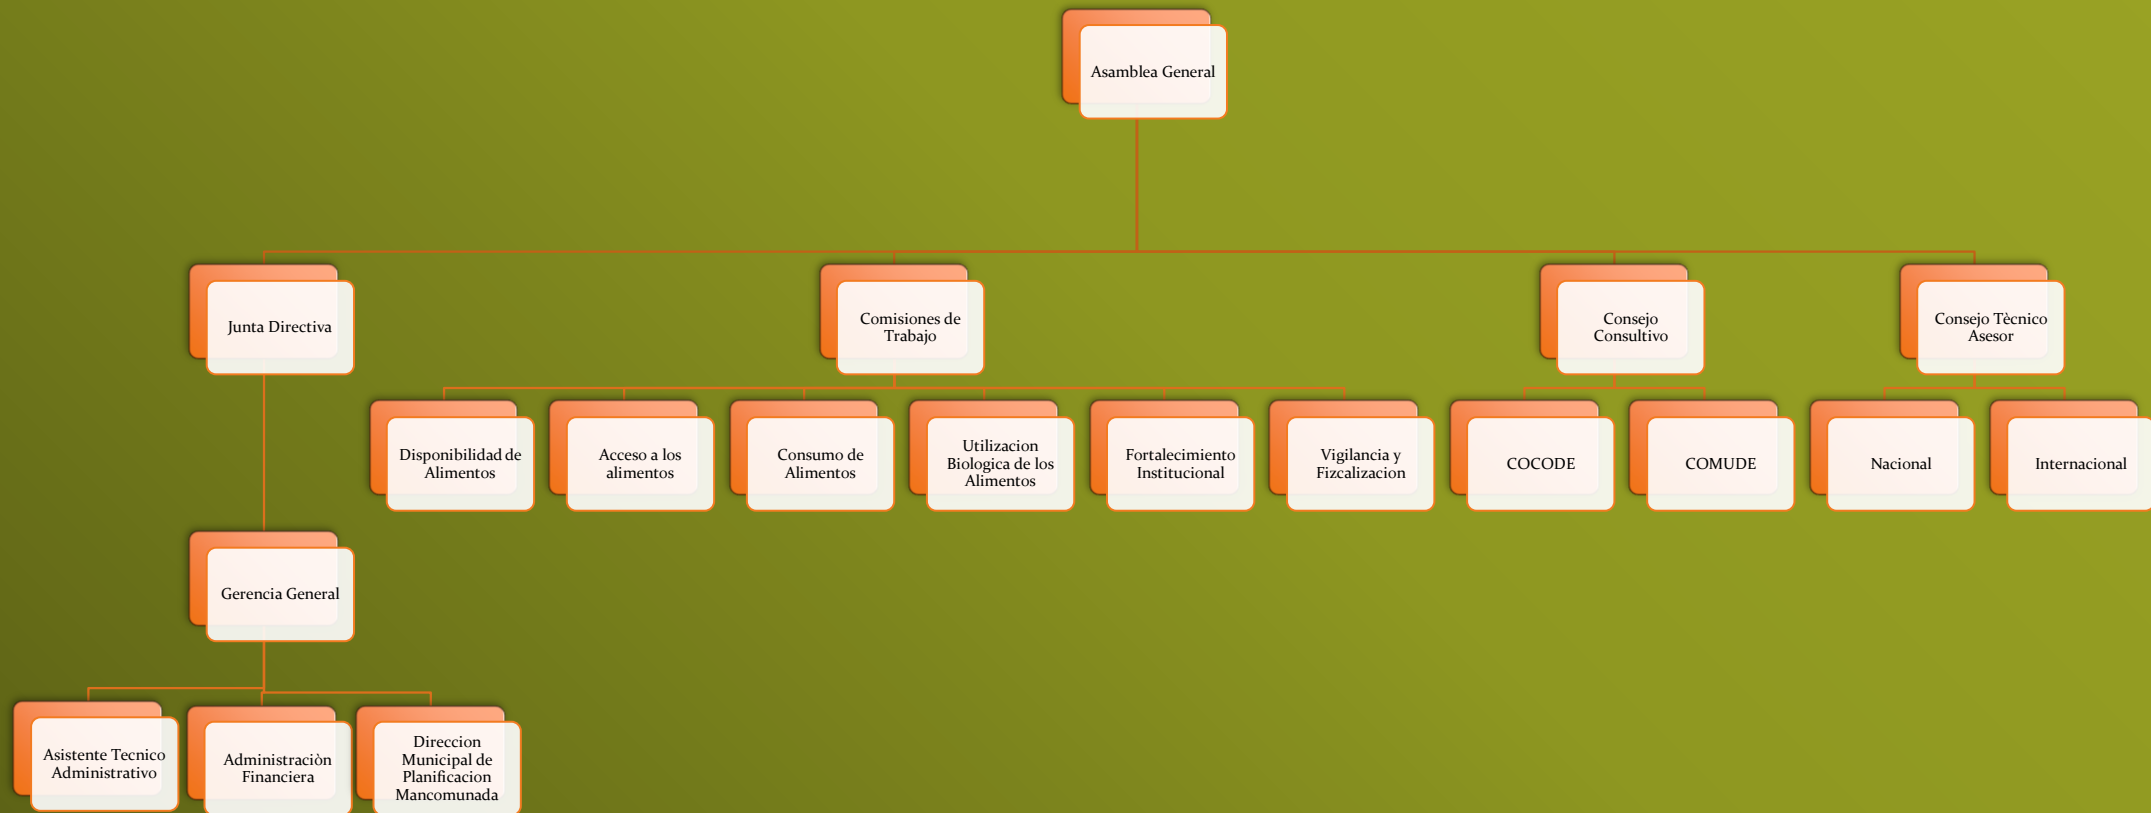 Asamblea General
Junta Directiva
Comisiones de
Trabajo
Consejo
Consultivo
Consejo Tècnico
Asesor
Disponibilidad de
Alimentos
Acceso a los
alimentos
Consumo de
Alimentos
Utilizacion
Biologica de los
Alimentos
Fortalecimiento
Institucional
Vigilancia y
Fizcalizacion
COCODE
COMUDE
Nacional
Internacional
Gerencia General
Asistente Tecnico
Administrativo
Administraciòn
Financiera
Direccion
Municipal de
Planificacion
Mancomunada